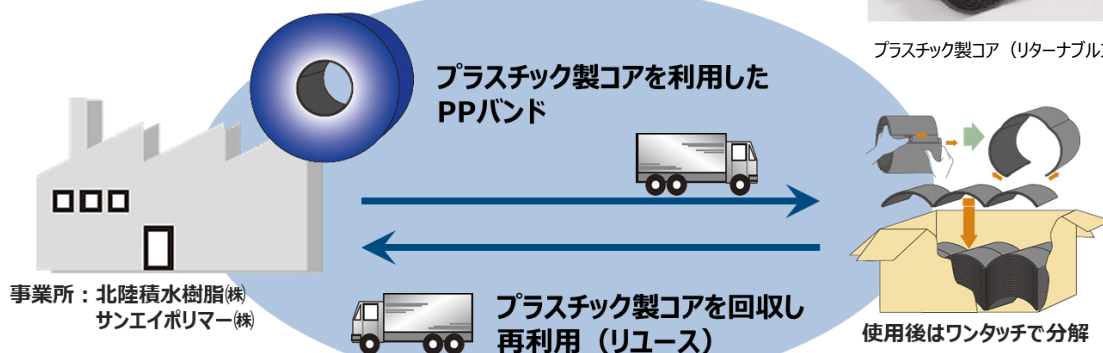 プラスチック製コア（リターナブル
プラスチック製コアを利用した
PPバンド
事業所：北陸積水樹脂㈱
サンエイポリマー㈱
プラスチック製コアを回収し
再利用（リユース）
使用後はワンタッチで分解